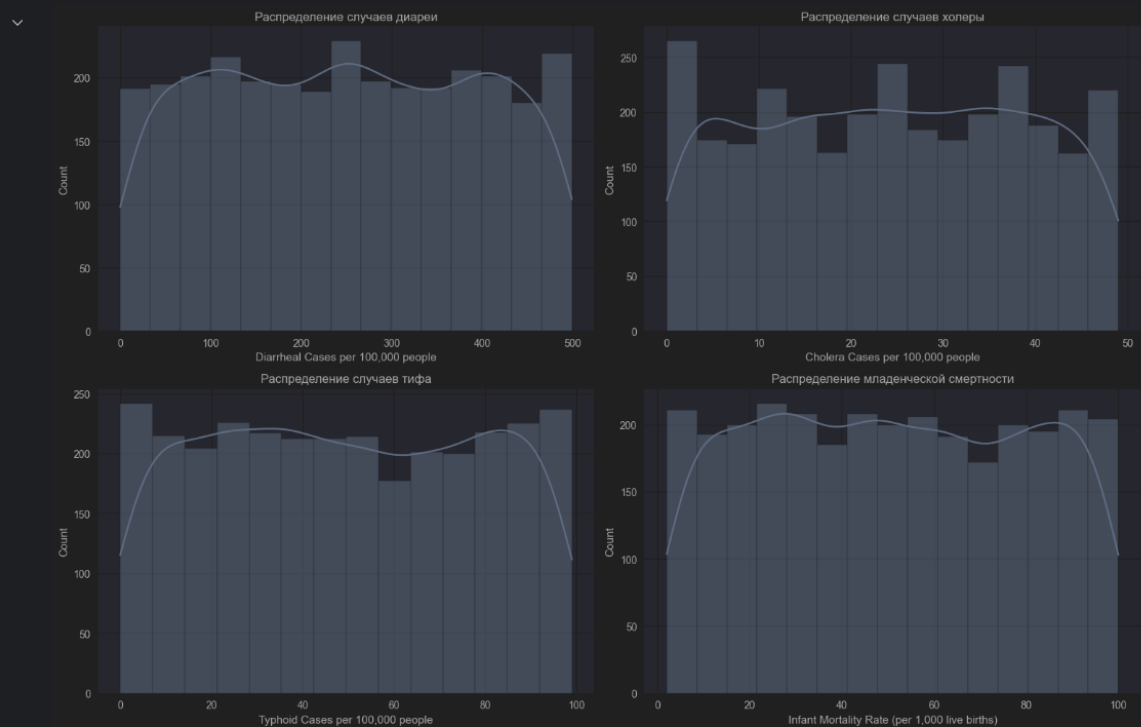 Распределение случаев диареи
Count
200
150
100
50
0
0 100 200 300 400 500
Diarrheal Cases per 100,000 people
Распределение случаев холеры
Count
250
200
150
100
50
0
0 10 20 30 40 50
Cholera Cases per 100,000 people
Распределение случаев тифа
Count
250
200
150
100
50
0
0 20 40 60 80 100
Typhoid Cases per 100,000 people
Распределение младенческой смертности
Count
200
150
100
50
0
0 20 40 60 80 100
Infant Mortality Rate (per 1,000 live births)